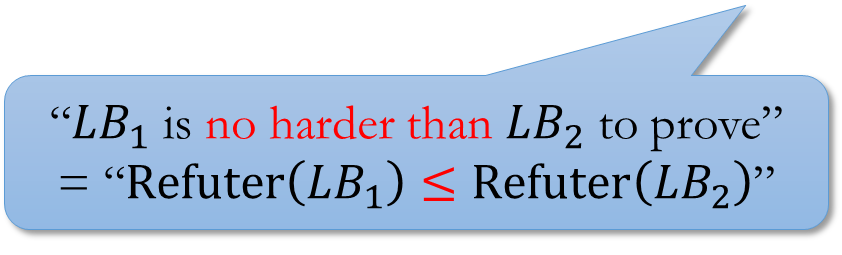 “LB₁ is no harder than LB₂ to prove”
= “Refuter(LB₁) ≤ Refuter(LB₂)”